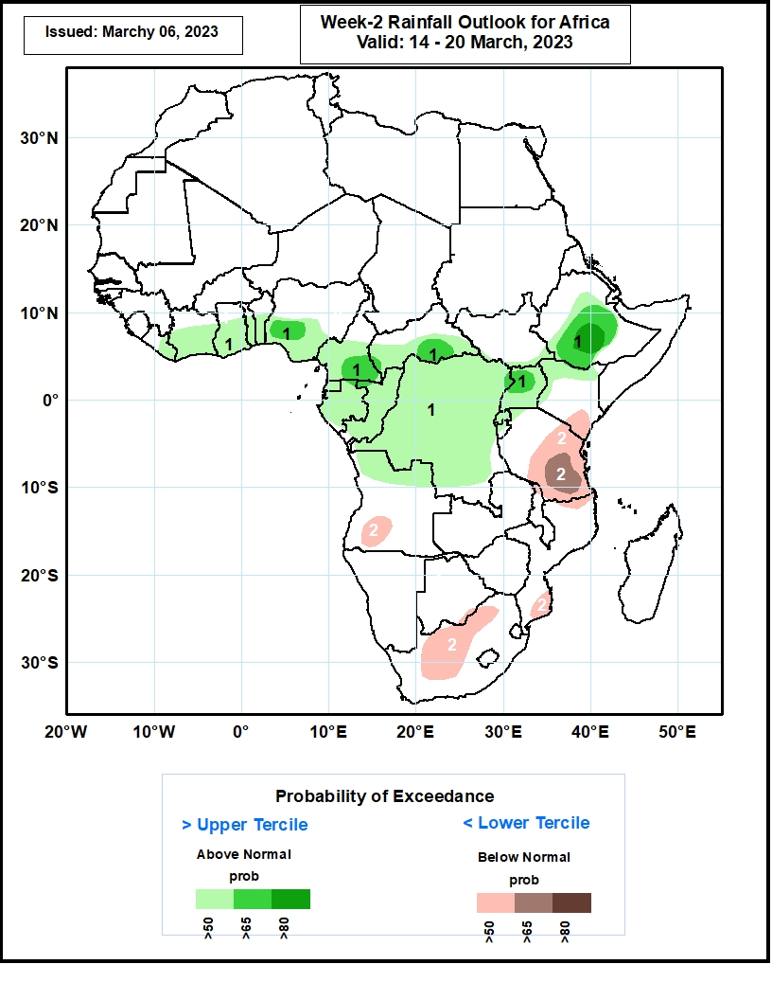 Issued: Marchy 06, 2023
Week-2 Rainfall Outlook for Africa
Valid: 14 - 20 March, 2023
30°N
20°N
10°N
0°
10°S
20°S
30°S
1
1
1
1
1
1
1
2
2
2
2
2
20°W
10°W
0°
10°E
20°E
30°E
40°E
50°E
Probability of Exceedance
> Upper Tercile
< Lower Tercile
Above Normal
prob
>50
>65
>80
Below Normal
prob
>50
>65
>80